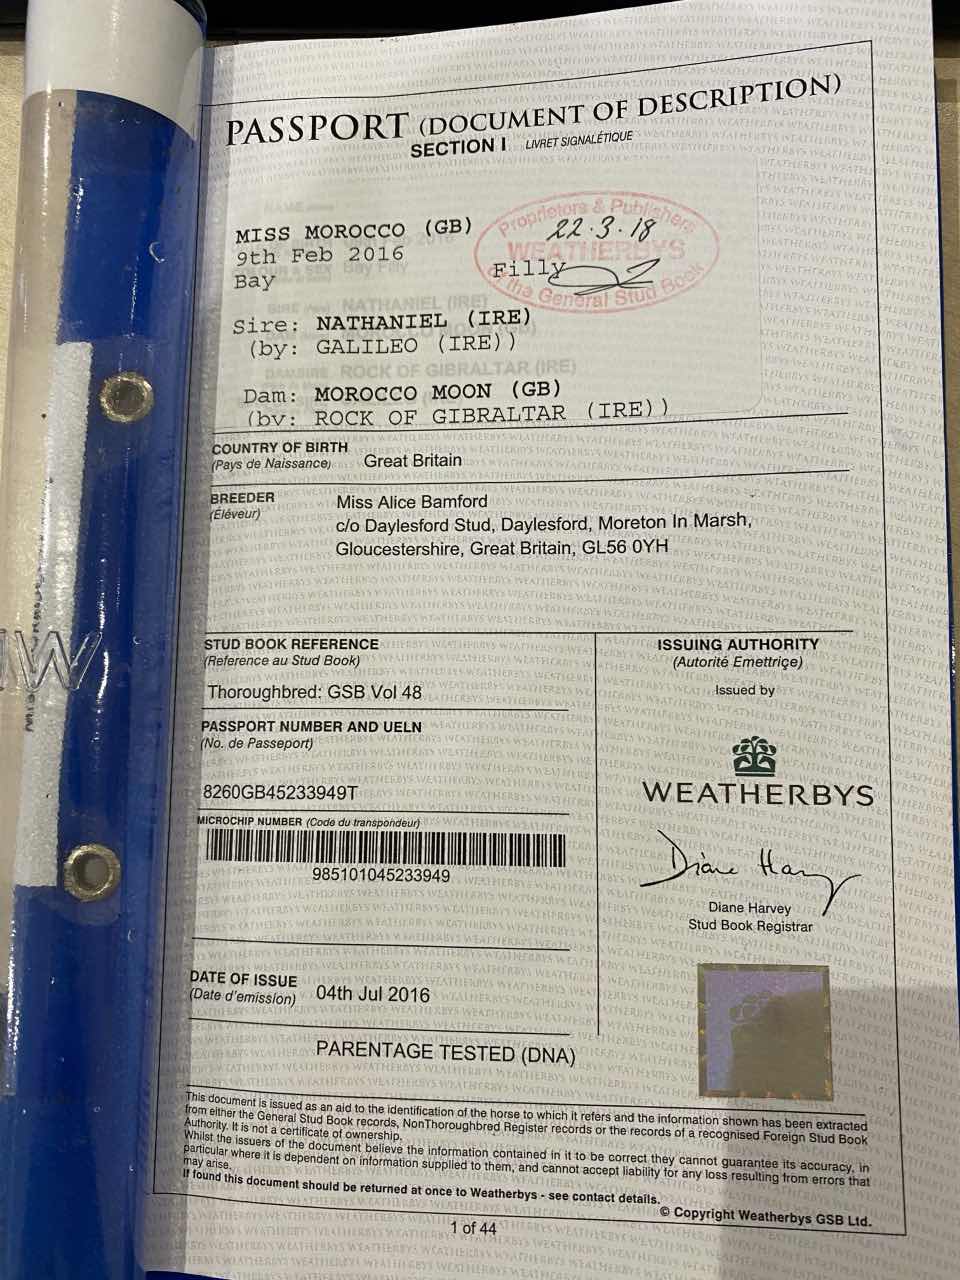 PASSPORT (DOCUMENT OF DESCRIPTION)
SECTION I LIVRET SIGNALÉTIQUE
MISS MOROCCO (GB)
9th Feb 2016
Bay
Filly
Proprietors & Publishers
22.3.18
WEATHERBYS
of the General Stud Book
Sire: NATHANIEL (IRE)
(by: GALILEO (IRE))
Dam: MOROCCO MOON (GB)
(by: ROCK OF GIBRALTAR (IRE))
COUNTRY OF BIRTH
(Pays de Naissance) Great Britain
BREEDER
(Éléveur)
Miss Alice Bamford
c/o Daylesford Stud, Daylesford, Moreton In Marsh,
Gloucestershire, Great Britain, GL56 0YH
STUD BOOK REFERENCE
(Reference au Stud Book)
Thoroughbred: GSB Vol 48
PASSPORT NUMBER AND UELN
(No. de Passeport)
8260GB45233949T
MICROCHIP NUMBER (Code du transpondeur)
985101045233949
DATE OF ISSUE
(Date d'emission) 04th Jul 2016
ISSUING AUTHORITY
(Autorité Emettriçe)
Issued by
WEATHERBYS
Diane Harvey
Diane Harvey
Stud Book Registrar
PARENTAGE TESTED (DNA)
This document is issued as an aid to the identification of the horse to which it refers and the information shown has been extracted
from either the General Stud Book records, NonThoroughbred Register records or the records of a recognised Foreign Stud Book
Authority. It is not a certificate of ownership.
Whilst the issuers of the document believe the information contained in it to be correct they cannot guarantee its accuracy, in
particular where it is dependent on information supplied to them, and cannot accept liability for any loss resulting from errors that
may arise.
If found this document should be returned at once to Weatherbys - see contact details.
© Copyright Weatherbys GSB Ltd.
1 of 44